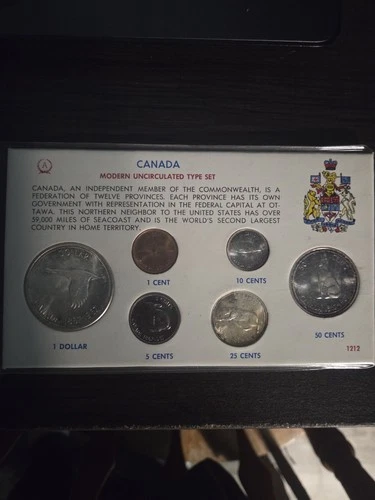 A
CANADA
MODERN UNCIRCULATED TYPE SET
CANADA, AN INDEPENDENT MEMBER OF THE COMMONWEALTH, IS A
FEDERATION OF TWELVE PROVINCES. EACH PROVINCE HAS ITS OWN
GOVERNMENT WITH REPRESENTATION IN THE FEDERAL CAPITAL AT OT-
TAWA. THIS NORTHERN NEIGHBOR TO THE UNITED STATES HAS OVER
59,000 MILES OF SEACOAST AND IS THE WORLD'S SECOND LARGEST
COUNTRY IN HOME TERRITORY.
1 CENT
10 CENTS
1 DOLLAR
5 CENTS
25 CENTS
50 CENTS
1212